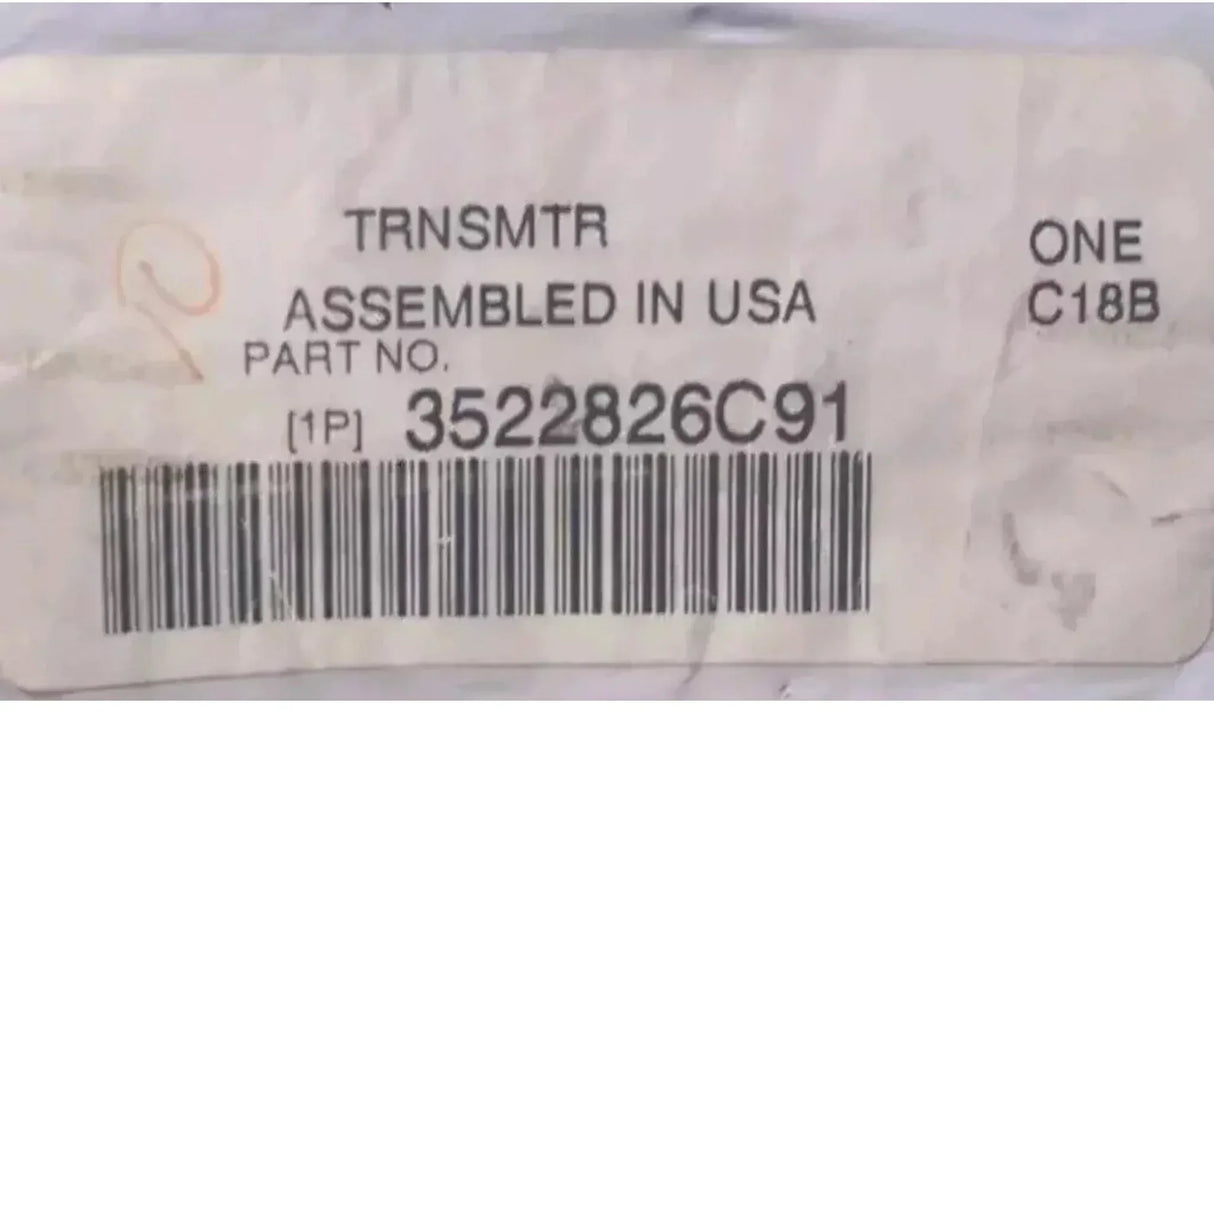 TRNSMTR
ONE
ASSEMBLED IN USA
C18B
PART NO.
[1P] 3522826C91